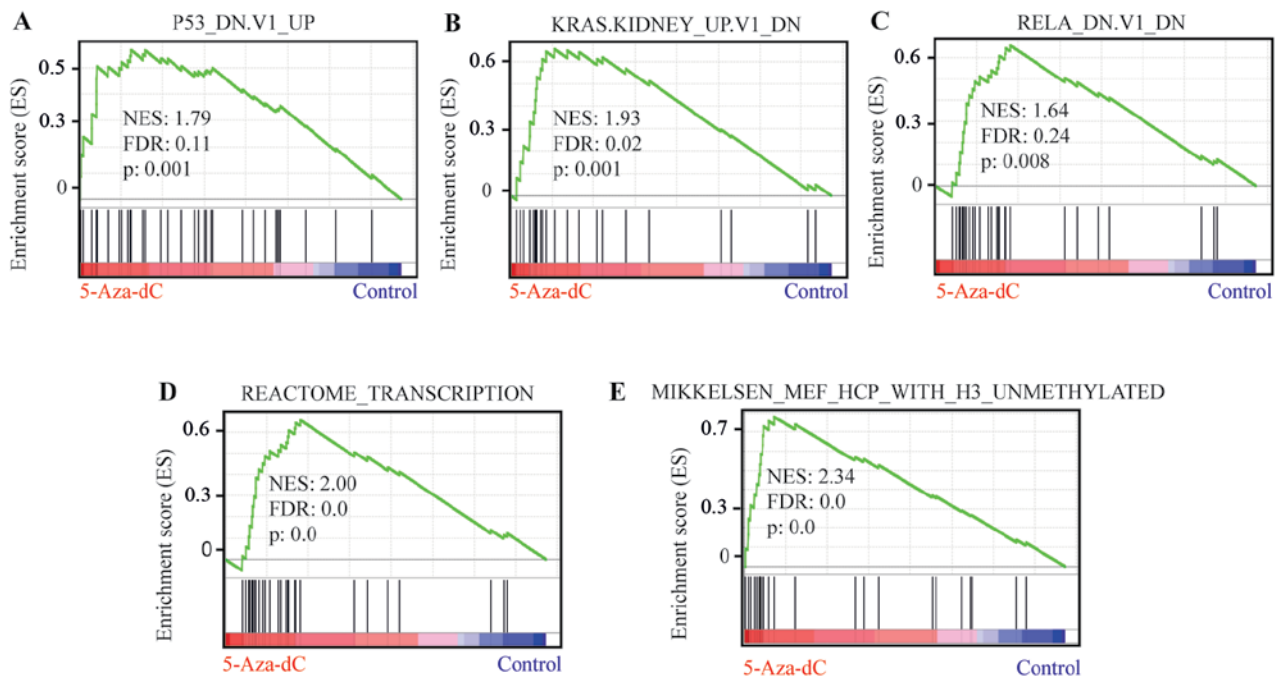 A
P53_DN.V1_UP
Enrichment score (ES)
0.5
0.3
0
NES: 1.79
FDR: 0.11
p: 0.001
5-Aza-dC
Control
B
KRAS.KIDNEY_UP.V1_DN
Enrichment score (ES)
0.6
0.3
0
NES: 1.93
FDR: 0.02
p: 0.001
5-Aza-dC
Control
C
RELA_DN.V1_DN
Enrichment score (ES)
0.6
0.3
0
NES: 1.64
FDR: 0.24
p: 0.008
5-Aza-dC
Control
D
REACTOME_TRANSCRIPTION
Enrichment score (ES)
0.6
0.3
0
NES: 2.00
FDR: 0.0
p: 0.0
5-Aza-dC
Control
E
MIKKELSEN_MEF_HCP_WITH_H3_UNMETHYLATED
Enrichment score (ES)
0.7
0.3
0
NES: 2.34
FDR: 0.0
p: 0.0
5-Aza-dC
Control